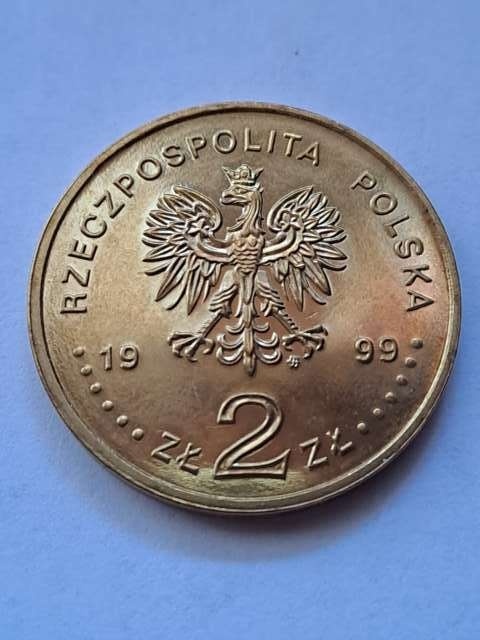 RZECZPOSPOLITA POLSKA
19 99
ZŁ 2 ZŁ